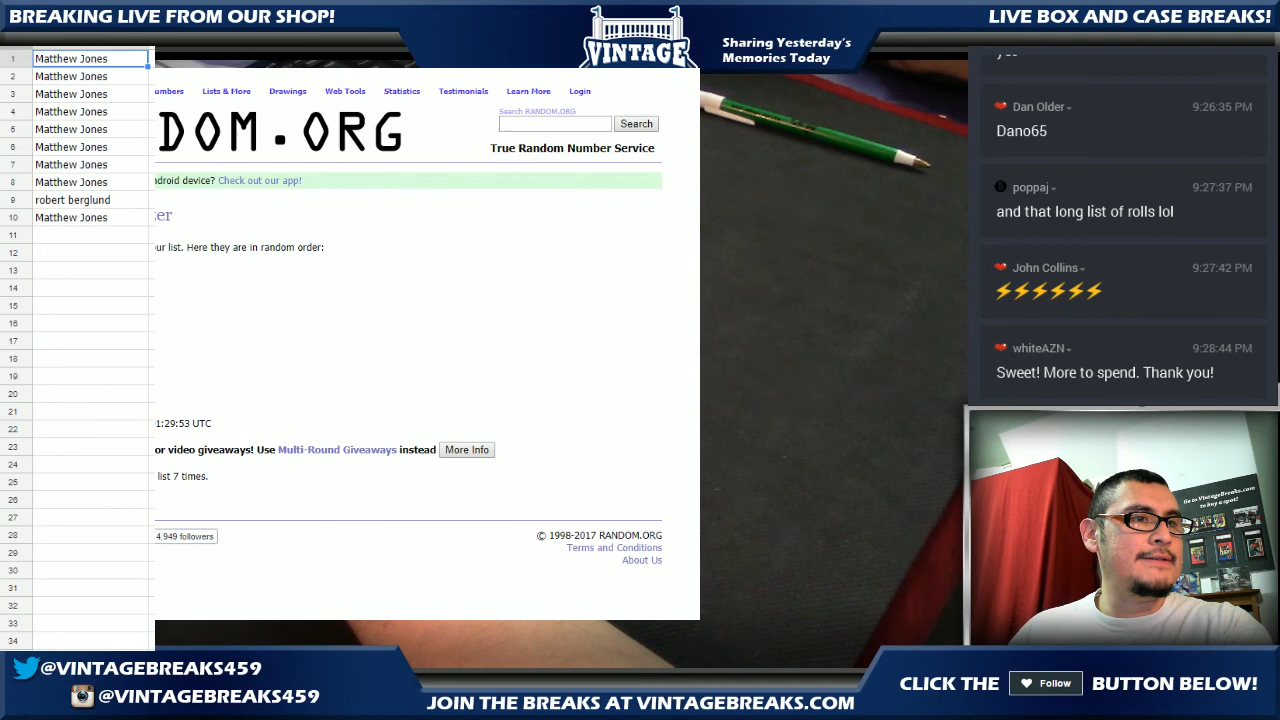 BREAKING LIVE FROM OUR SHOP!
VINTAGE
Sharing Yesterday's
Memories Today
LIVE BOX AND CASE BREAKS!
1 Matthew Jones
2 Matthew Jones
3 Matthew Jones
4 Matthew Jones
5 Matthew Jones
6 Matthew Jones
7 Matthew Jones
8 Matthew Jones
9 robert berglund
10 Matthew Jones
11
12
13
14
15
16
17
18
19
20
21
22
23
24
25
26
27
28
29
30
31
32
33
34
umbers Lists & More Drawings Web Tools Statistics Testimonials Learn More Login
DOM.ORG
Search RANDOM.ORG
Search
True Random Number Service
ndroid device? Check out our app!
zer
ur list. Here they are in random order:
1:29:53 UTC
or video giveaways! Use Multi-Round Giveaways instead More Info
list 7 times.
4,949 followers
© 1998-2017 RANDOM.ORG
Terms and Conditions
About Us
Dan Older 9:26:35 PM
Dano65
poppaj 9:27:37 PM
and that long list of rolls lol
John Collins 9:27:42 PM
⚡⚡⚡⚡⚡⚡
whiteAZN 9:28:44 PM
Sweet! More to spend. Thank you!
Go to VintageBreaks.com
to buy a spot!
@VINTAGEBREAKS459
@VINTAGEBREAKS459
JOIN THE BREAKS AT VINTAGEBREAKS.COM
CLICK THE Follow BUTTON BELOW!